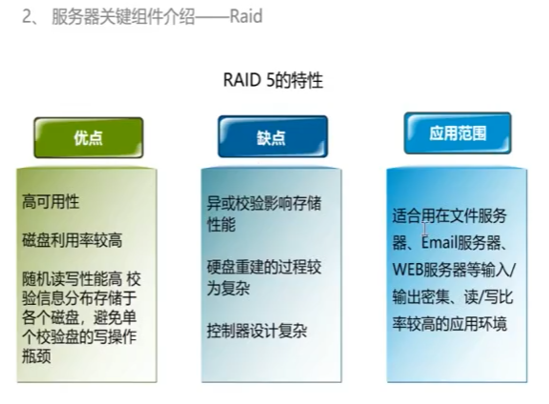 2、 服务器关键组件介绍——Raid
RAID 5的特性
优点
高可用性
磁盘利用率较高
随机读写性能高 校
验信息分布存储于
各个磁盘，避免单
个校验盘的写操作
瓶颈
缺点
异或校验影响存储
性能
硬盘重建的过程较
为复杂
控制器设计复杂
应用范围
适合用在文件服务
器、Email服务器、
WEB服务器等输入/
输出密集、读/写比
率较高的应用环境